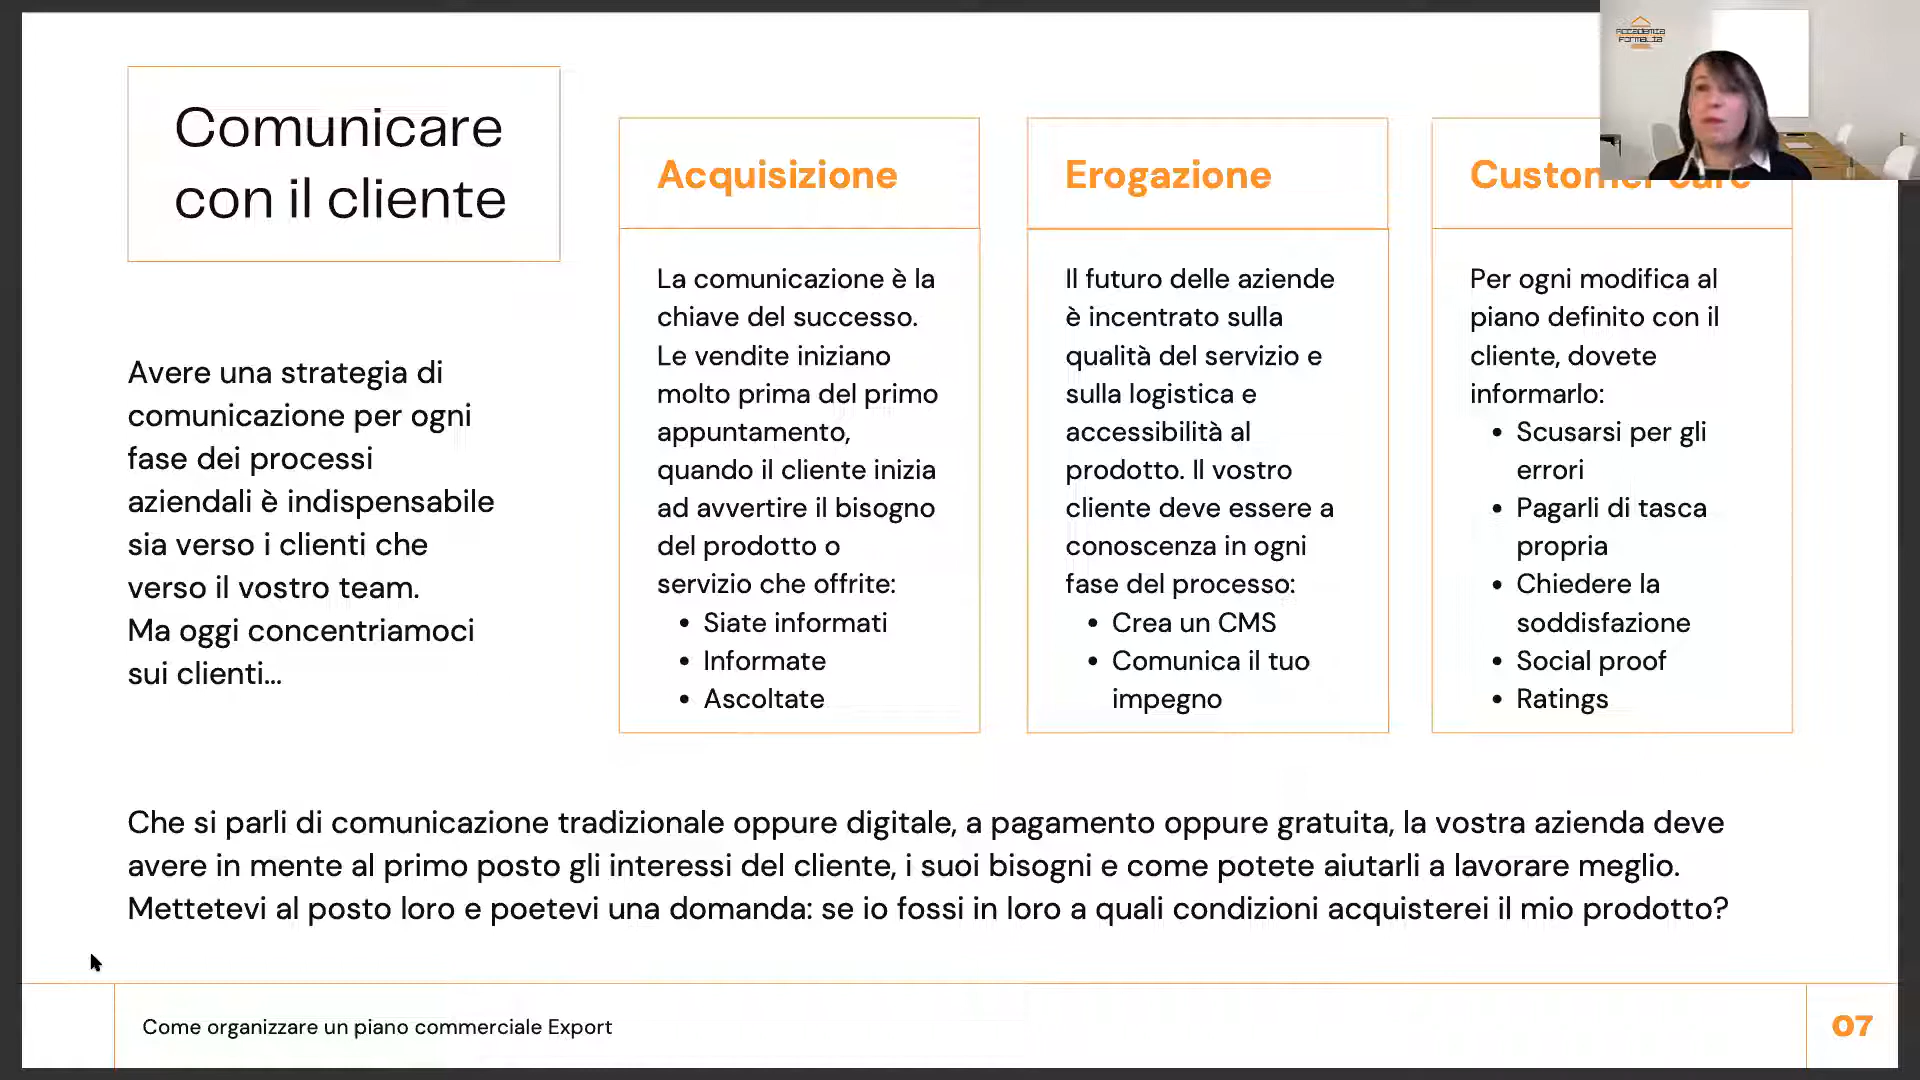 Comunicare
con il cliente
Avere una strategia di
comunicazione per ogni
fase dei processi
aziendali è indispensabile
sia verso i clienti che
verso il vostro team.
Ma oggi concentriamoci
sui clienti...
Acquisizione
La comunicazione è la
chiave del successo.
Le vendite iniziano
molto prima del primo
appuntamento,
quando il cliente inizia
ad avvertire il bisogno
del prodotto o
servizio che offrite:
• Siate informati
• Informate
• Ascoltate
Erogazione
Il futuro delle aziende
è incentrato sulla
qualità del servizio e
sulla logistica e
accessibilità al
prodotto. Il vostro
cliente deve essere a
conoscenza in ogni
fase del processo:
• Crea un CMS
• Comunica il tuo
impegno
Customer care
Per ogni modifica al
piano definito con il
cliente, dovete
informarlo:
• Scusarsi per gli
errori
• Pagarli di tasca
propria
• Chiedere la
soddisfazione
• Social proof
• Ratings
Che si parli di comunicazione tradizionale oppure digitale, a pagamento oppure gratuita, la vostra azienda deve
avere in mente al primo posto gli interessi del cliente, i suoi bisogni e come potete aiutarli a lavorare meglio.
Mettetevi al posto loro e poetevi una domanda: se io fossi in loro a quali condizioni acquisterei il mio prodotto?
Come organizzare un piano commerciale Export
07
Accademia
Formalia